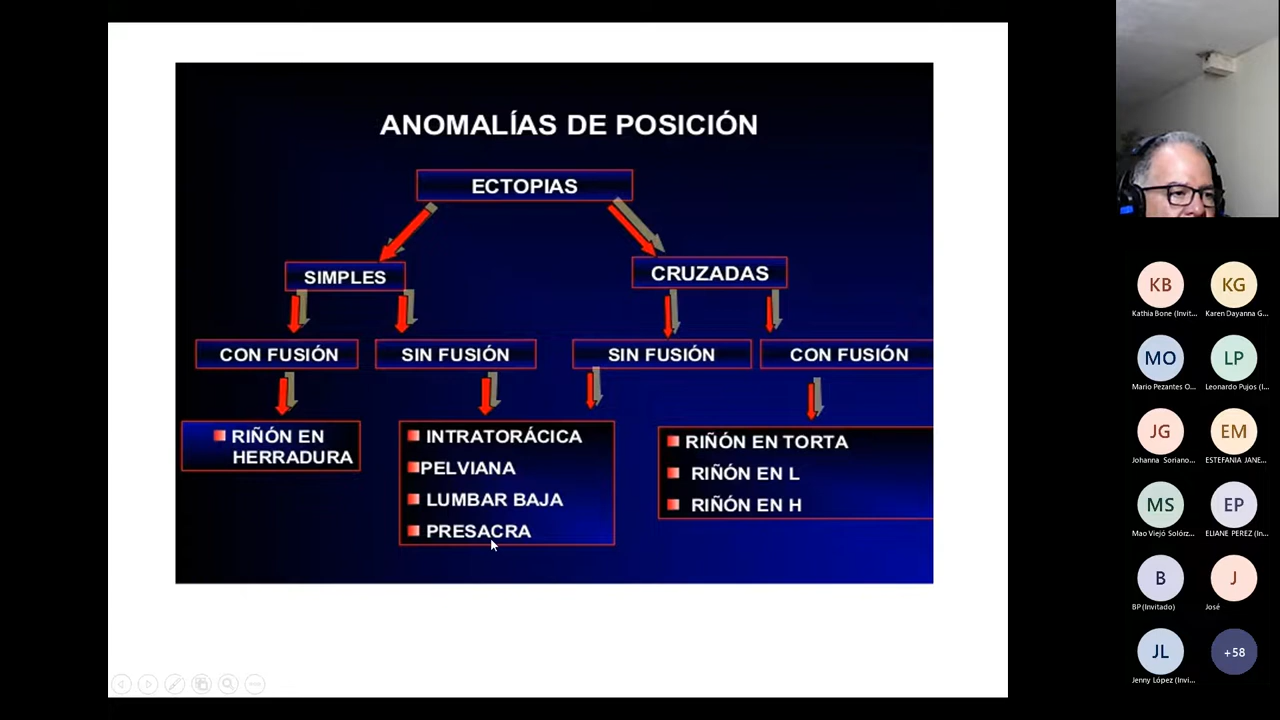 ANOMALÍAS DE POSICIÓN
ECTOPIAS
SIMPLES
CRUZADAS
CON FUSIÓN
SIN FUSIÓN
SIN FUSIÓN
CON FUSIÓN
RIÑÓN EN
HERRADURA
INTRATORÁCICA
PELVIANA
LUMBAR BAJA
PRESACRA
RIÑÓN EN TORTA
RIÑÓN EN L
RIÑÓN EN H
KB
Kathia Bone (Invit...
KG
Karen Dayanna G...
MO
Mario Pezantes O...
LP
Leonardo Pujos (I...
JG
Johanna Soriano...
EM
ESTEFANIA JANE...
MS
Mao Viejó Solórz...
EP
ELIANE PEREZ (In...
B
BP (Invitado)
J
José
JL
Jenny López (Invi...
+58